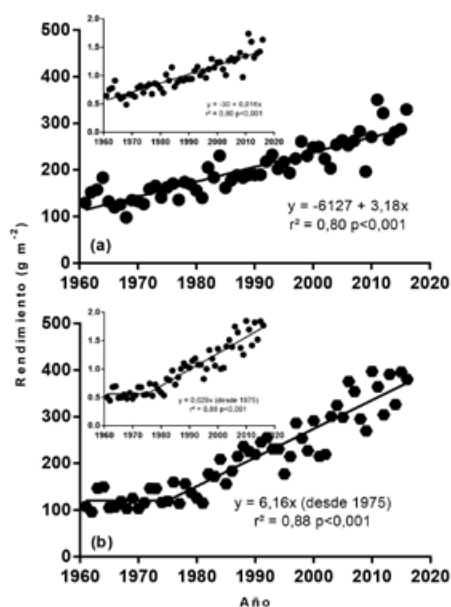 500
400
300
200
100
0
2.0
1.5
1.0
0.5
0.0
1960 1970 1980 1990 2000 2010 2020
y = -30 + 0,016x
r² = 0,80 p<0,001
y = -6127 + 3,18x
r² = 0,80 p<0,001
(a)
1960 1970 1980 1990 2000 2010 2020
Rendimiento (g m⁻²)
500
400
300
200
100
0
2.0
1.5
1.0
0.5
0.0
1960 1970 1980 1990 2000 2010 2020
y = 0,029x (desde 1975)
r² = 0,88 p<0,001
y = 6,16x (desde 1975)
r² = 0,88 p<0,001
(b)
1960 1970 1980 1990 2000 2010 2020
Año